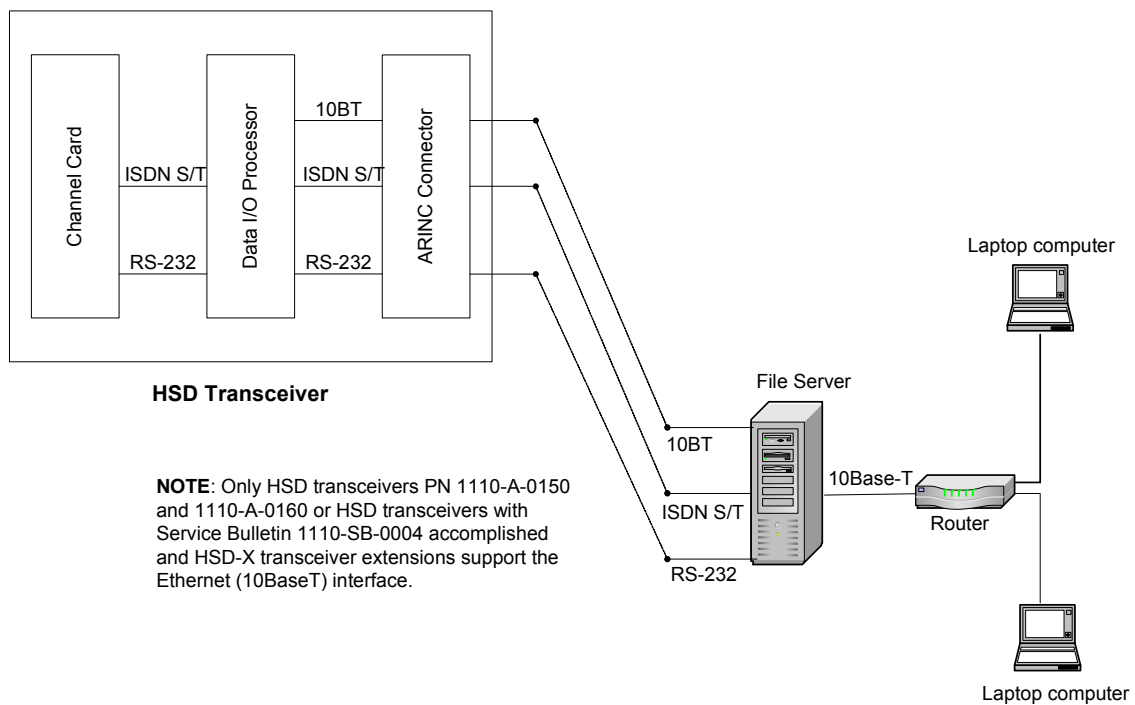 Channel Card
Data I/O Processor
ARINC Connector
10BT
ISDN S/T
ISDN S/T
RS-232
RS-232
HSD Transceiver
NOTE: Only HSD transceivers PN 1110-A-0150
and 1110-A-0160 or HSD transceivers with
Service Bulletin 1110-SB-0004 accomplished
and HSD-X transceiver extensions support the
Ethernet (10BaseT) interface.
File Server
10BT
ISDN S/T
RS-232
10Base-T
Router
Laptop computer
Laptop computer